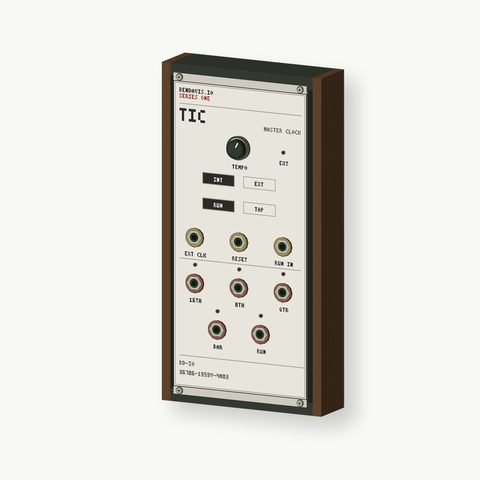 BENDAVIS.IO
SERIES ONE
TIC
MASTER CLOCK
TEMPO
EXT
INT
EXT
RUN
TAP
EXT CLK
RESET
RUN IN
16TH
8TH
QTR
BAR
RUN